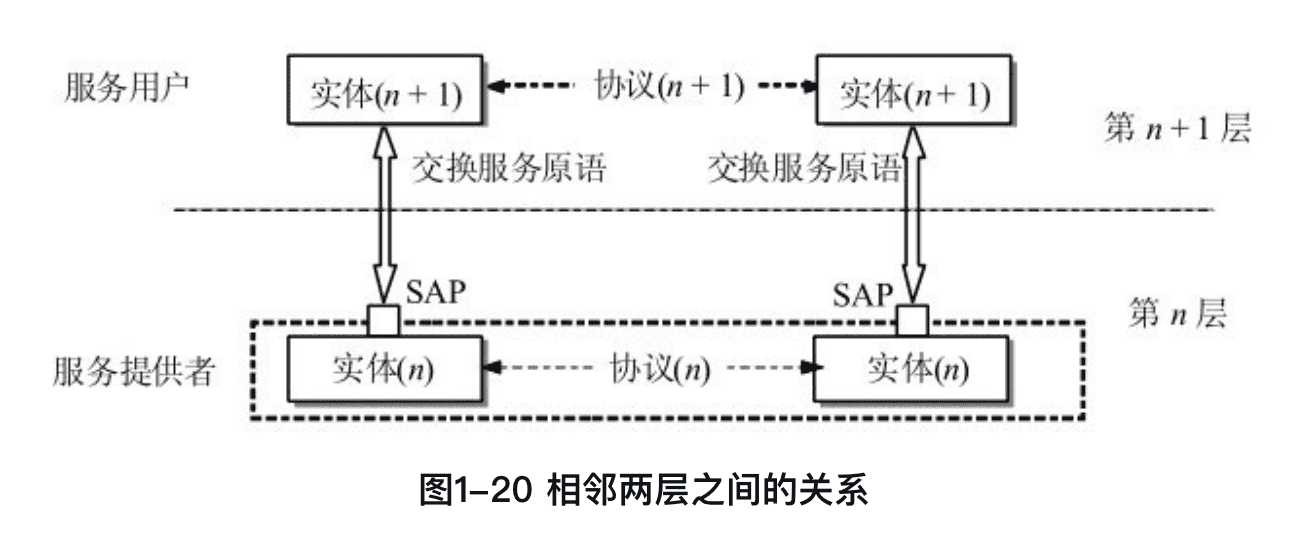 服务用户
实体(n + 1)
协议(n + 1)
实体(n + 1)
第 n + 1 层
交换服务原语
交换服务原语
SAP
SAP
第 n 层
服务提供者
实体(n)
协议(n)
实体(n)
图1-20 相邻两层之间的关系